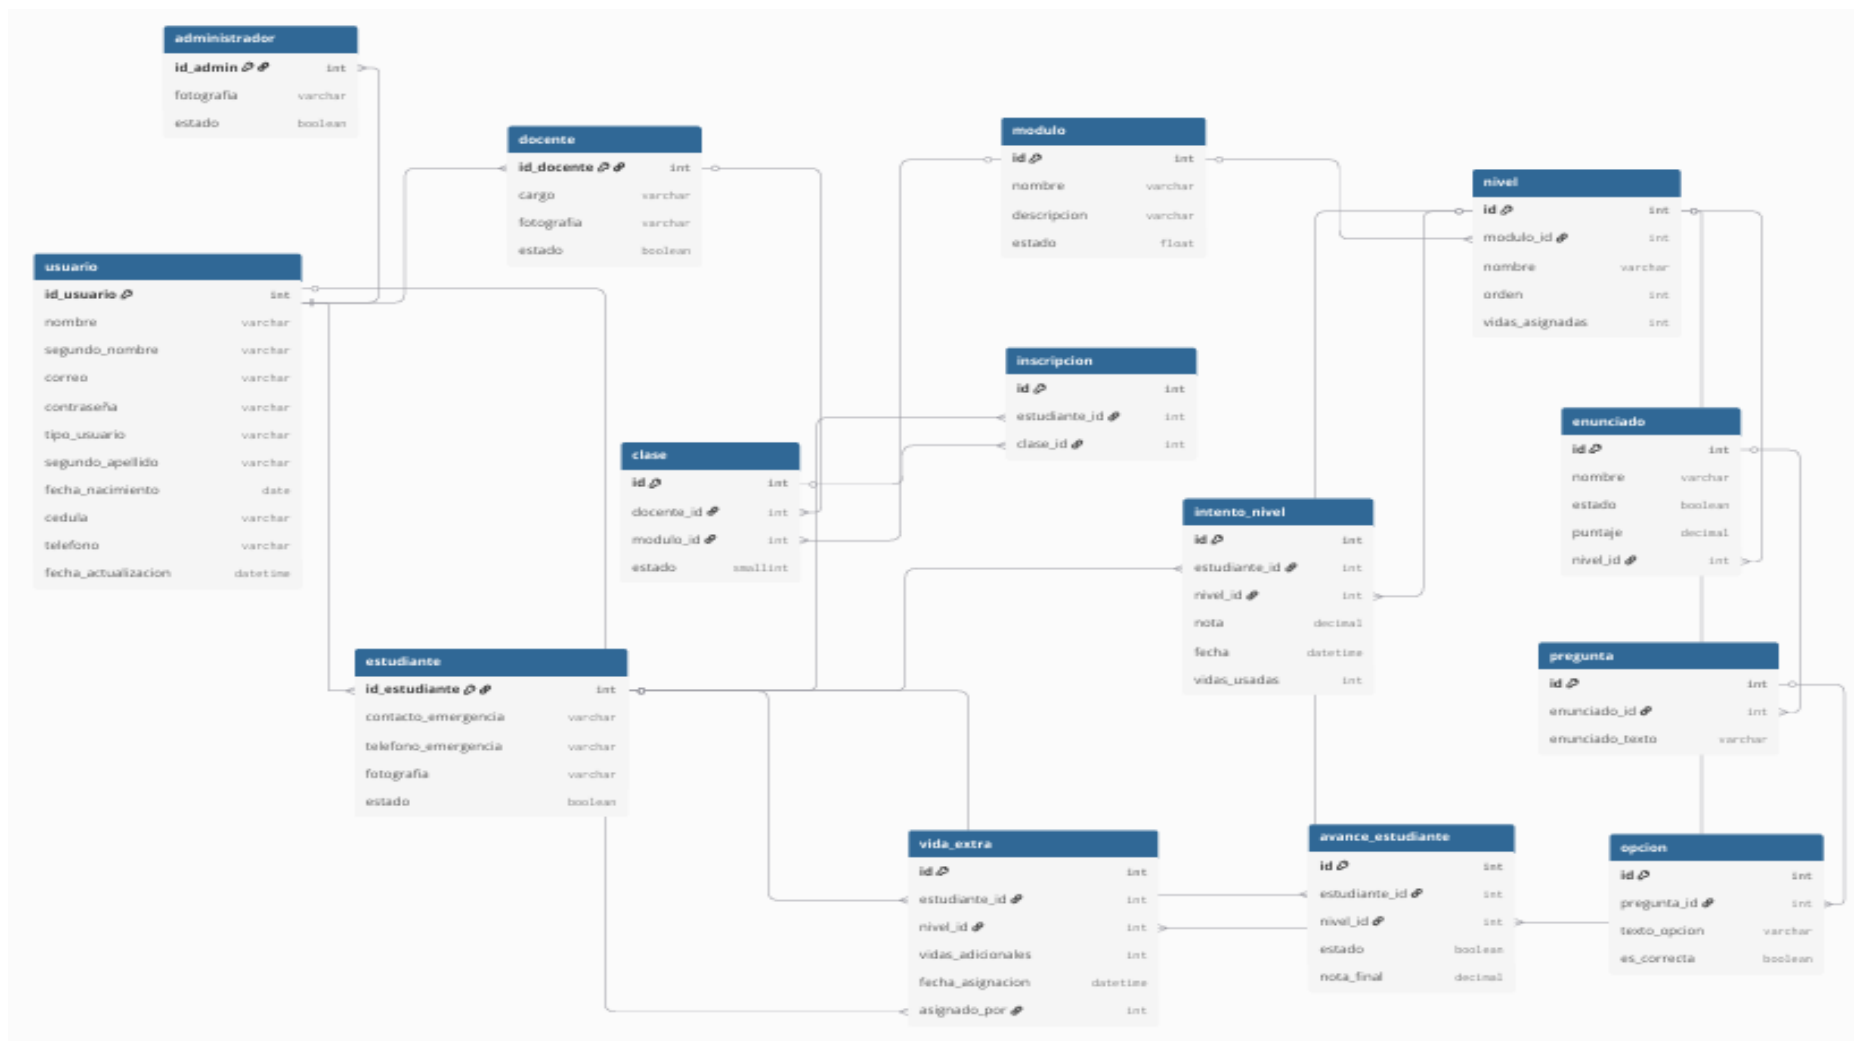 administrador
id_admin int
fotografia varchar
estado boolean
docente
id_docente int
cargo varchar
fotografia varchar
estado boolean
modulo
id int
nombre varchar
descripcion varchar
estado float
nivel
id int
modulo_id int
nombre varchar
orden int
vidas_asignadas int
usuario
id_usuario int
nombre varchar
segundo_nombre varchar
correo varchar
contraseña varchar
tipo_usuario varchar
segundo_apellido varchar
fecha_nacimiento date
cedula varchar
telefono varchar
fecha_actualizacion datetime
inscripcion
id int
estudiante_id int
clase_id int
enunciado
id int
nombre varchar
estado boolean
puntaje decimal
nivel_id int
clase
id int
docente_id int
modulo_id int
estado smallint
intento_nivel
id int
estudiante_id int
nivel_id int
nota decimal
fecha datetime
vidas_usadas int
pregunta
id int
enunciado_id int
enunciado_texto varchar
estudiante
id_estudiante int
contacto_emergencia varchar
telefono_emergencia varchar
fotografia varchar
estado boolean
vida_extra
id int
estudiante_id int
nivel_id int
vidas_adicionales int
fecha_asignacion datetime
asignado_por int
avance_estudiante
id int
estudiante_id int
nivel_id int
estado boolean
nota_final decimal
opcion
id int
pregunta_id int
texto_opcion varchar
es_correcta boolean